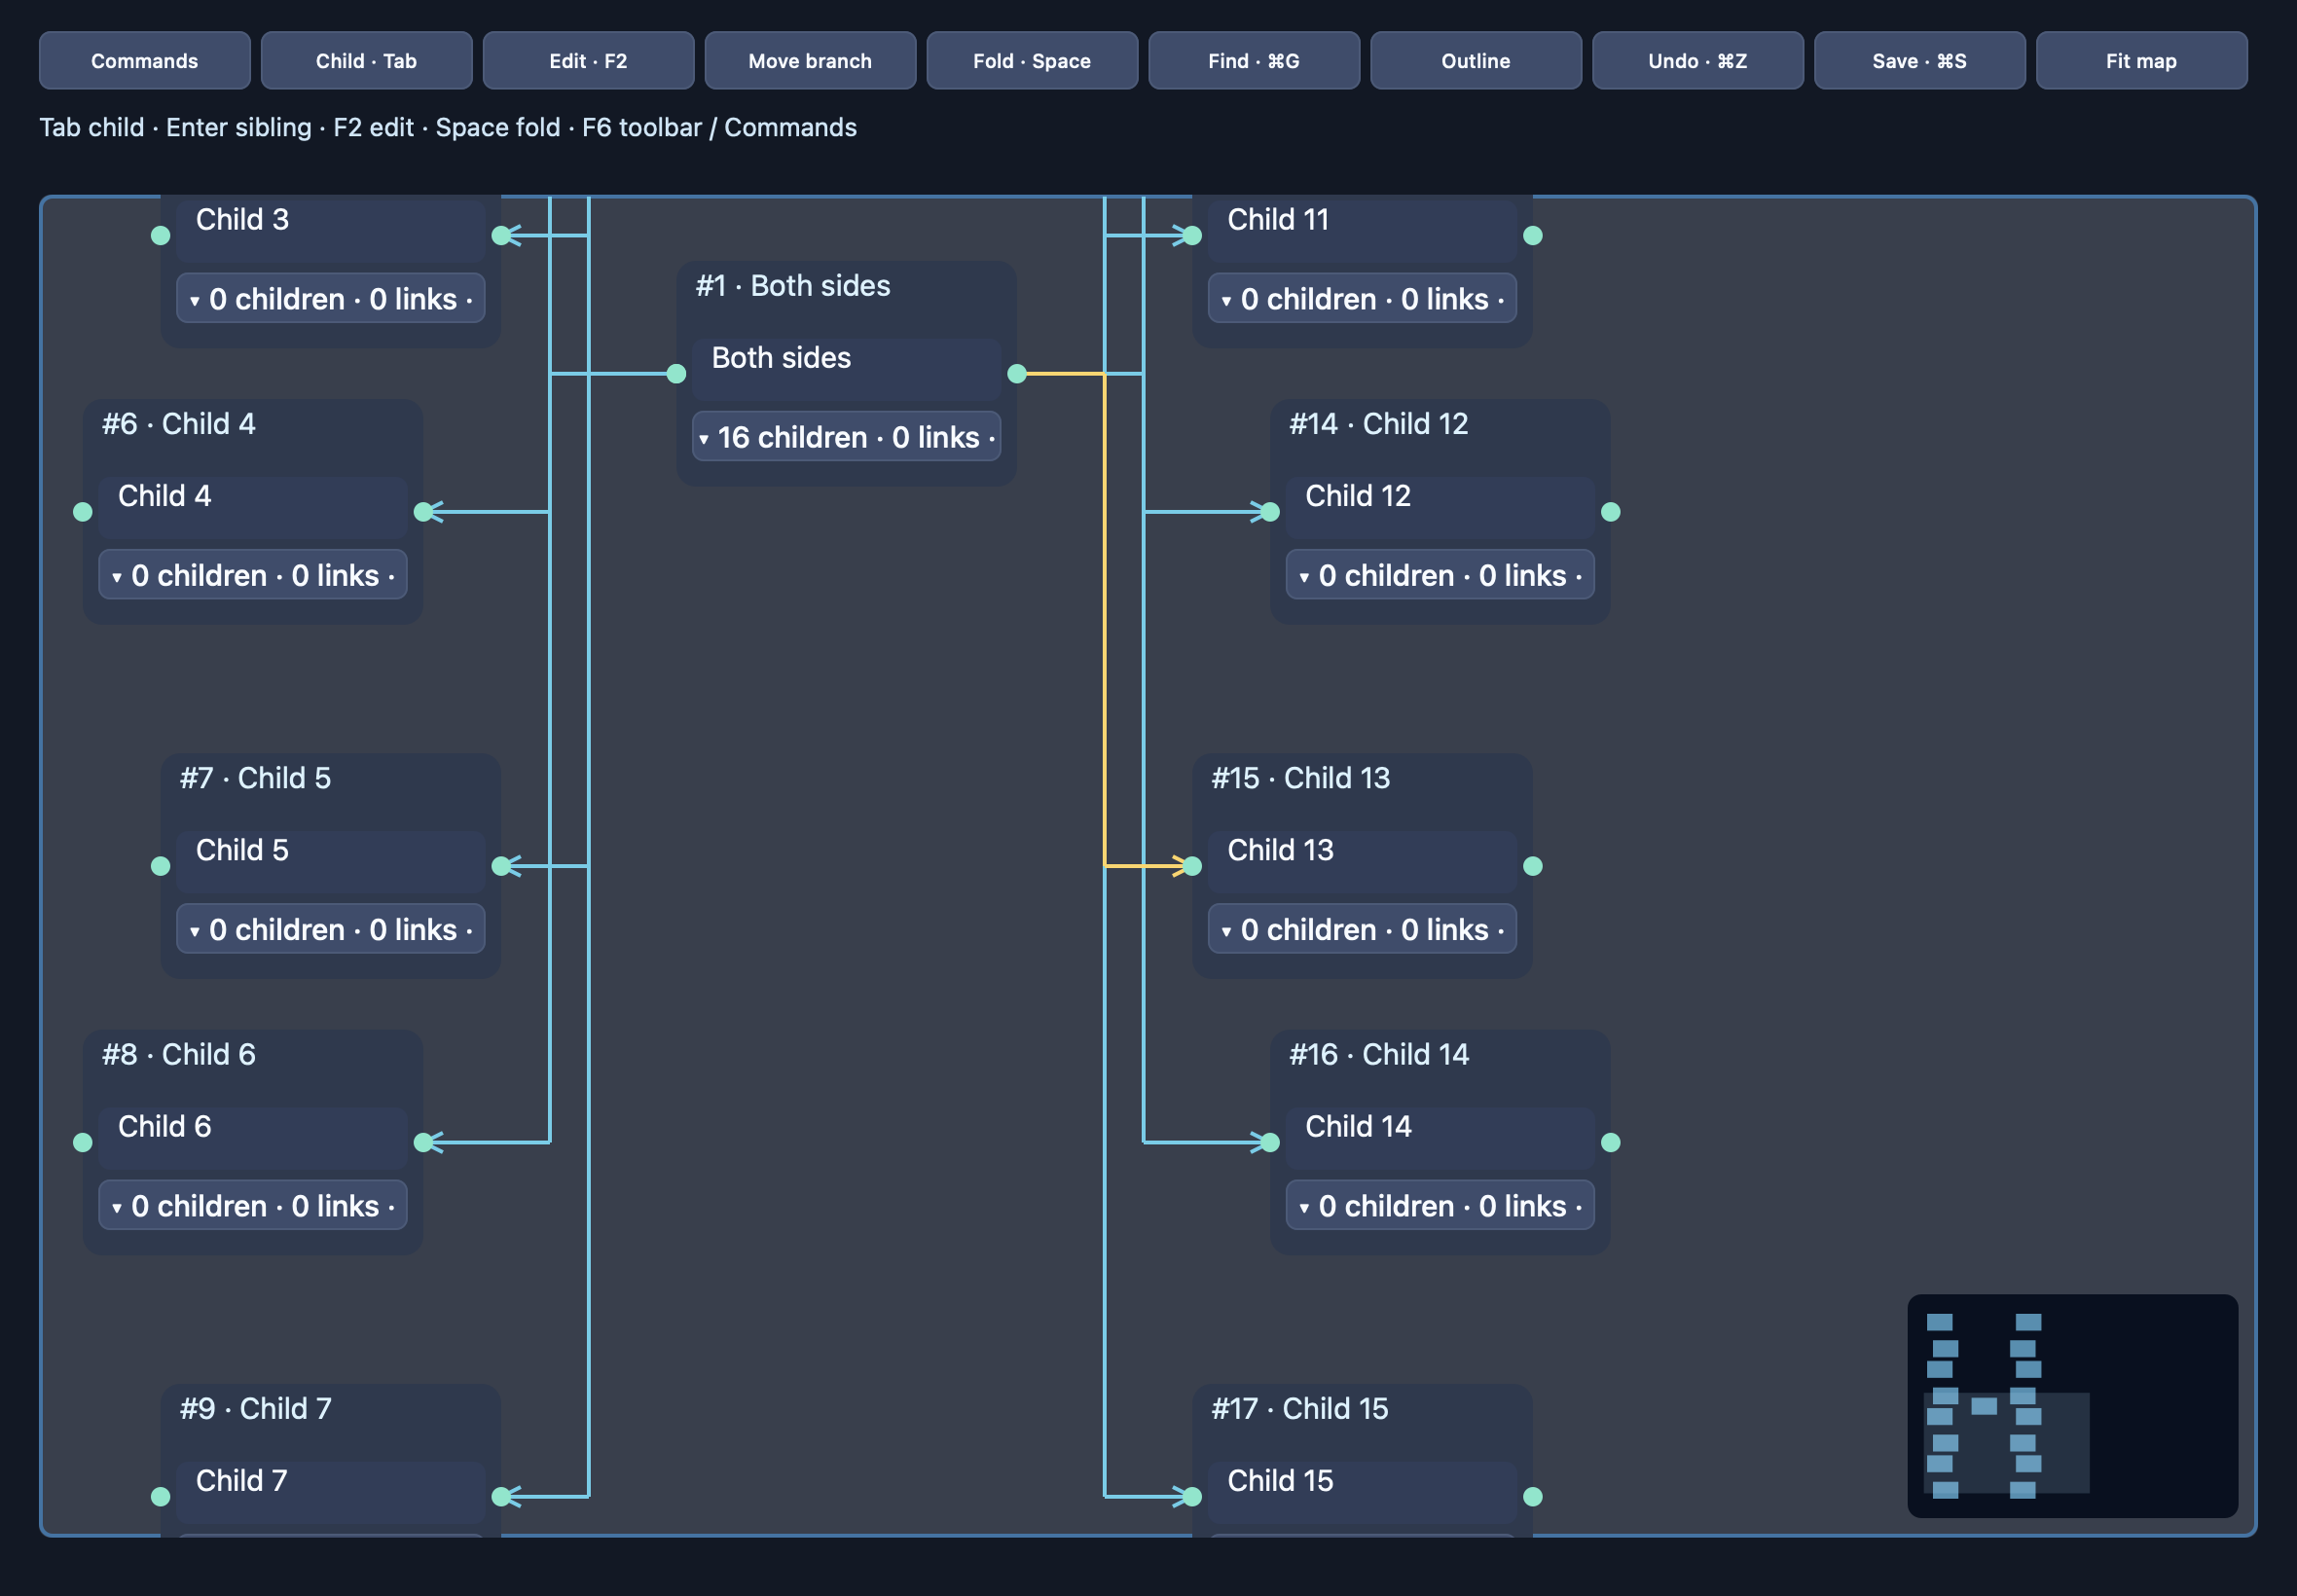 Commands
Child · Tab
Edit · F2
Move branch
Fold · Space
Find · ⌘G
Outline
Undo · ⌘Z
Save · ⌘S
Fit map
Tab child · Enter sibling · F2 edit · Space fold · F6 toolbar / Commands
Child 3
▾ 0 children · 0 links ·
#1 · Both sides
Both sides
▾ 16 children · 0 links ·
Child 11
▾ 0 children · 0 links ·
#6 · Child 4
Child 4
▾ 0 children · 0 links ·
#14 · Child 12
Child 12
▾ 0 children · 0 links ·
#7 · Child 5
Child 5
▾ 0 children · 0 links ·
#15 · Child 13
Child 13
▾ 0 children · 0 links ·
#8 · Child 6
Child 6
▾ 0 children · 0 links ·
#16 · Child 14
Child 14
▾ 0 children · 0 links ·
#9 · Child 7
Child 7
#17 · Child 15
Child 15